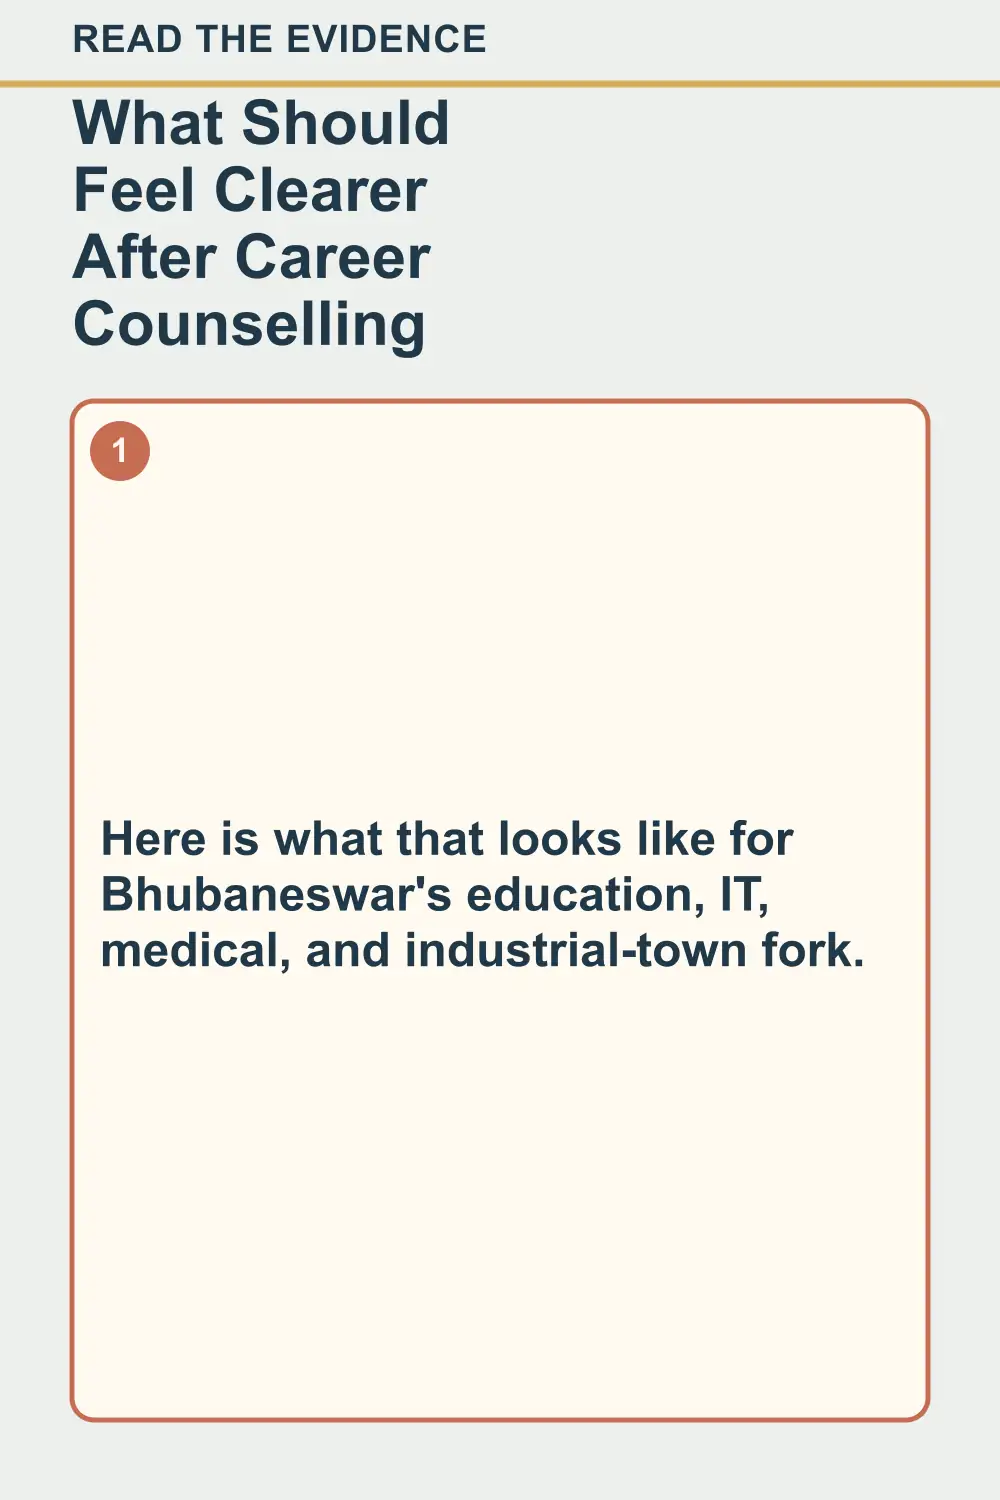 READ THE EVIDENCE
What Should
Feel Clearer
After Career
Counselling
1
Here is what that looks like for
Bhubaneswar's education, IT,
medical, and industrial-town fork.